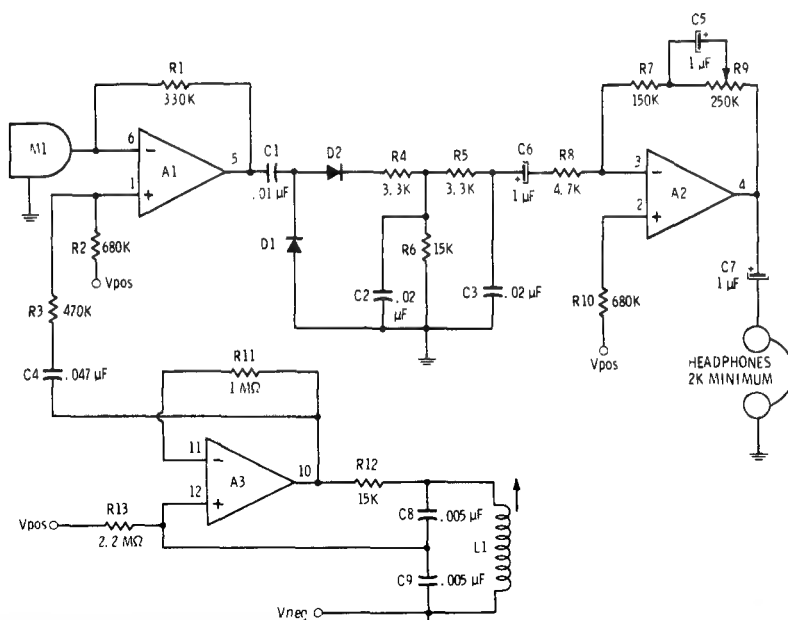 C5
1 µF
+
R1
330K
R7
150K
R9
250K
M1
6
−
1
+
A1
5
C1
.01 µF
D2
R4
3.3K
R5
3.3K
C6
+
1 µF
R8
4.7K
3
−
2
+
A2
4
R2
680K
Vpos
R3
470K
D1
R6
15K
C2
.02
µF
C3
.02 µF
R10
680K
Vpos
C7
1 µF
+
HEADPHONES
2K MINIMUM
C4
.047 µF
R11
1 MΩ
11
−
12
+
A3
10
R12
15K
Vpos
R13
2.2 MΩ
C8
.005 µF
L1
C9
.005 µF
Vneg